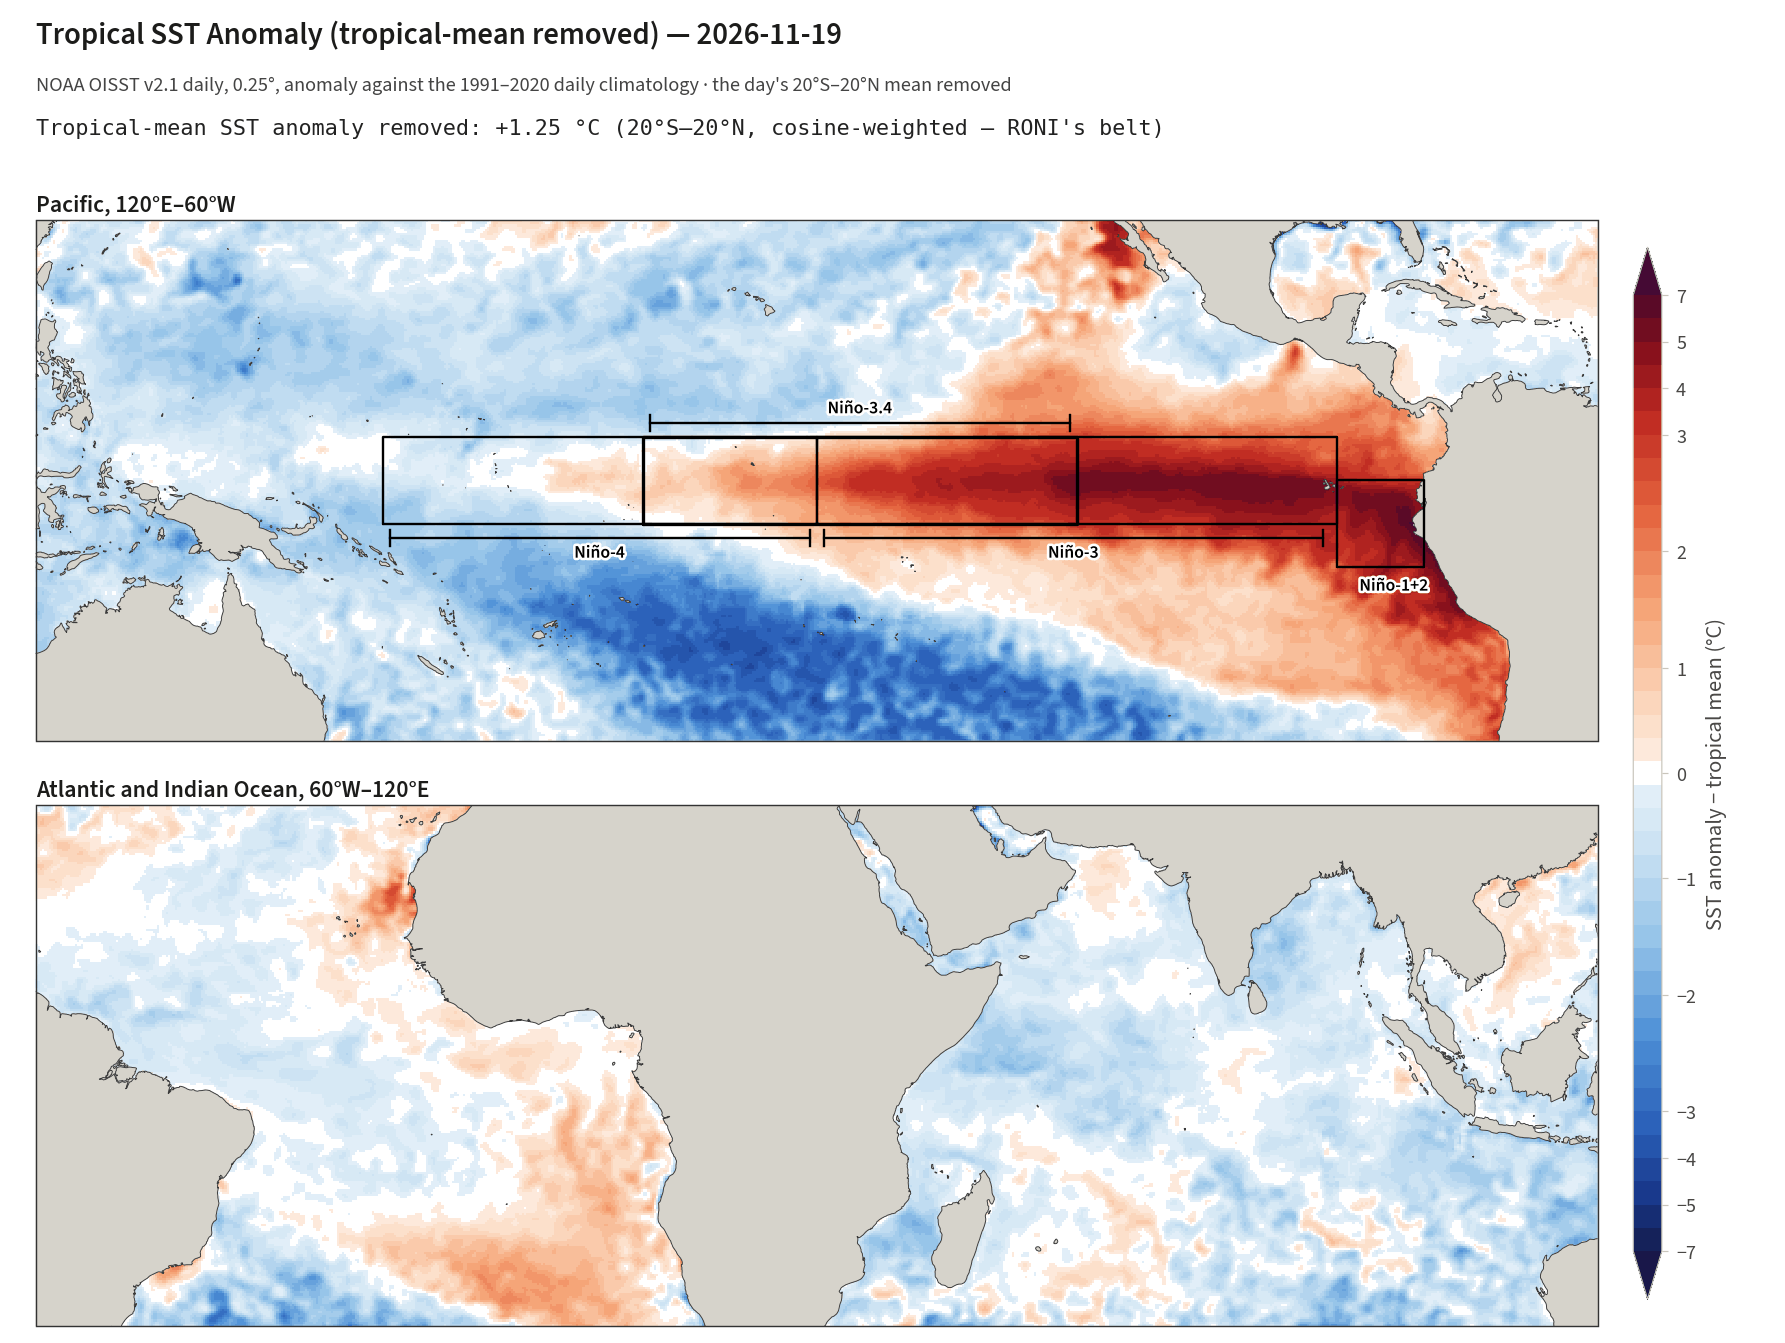 Tropical SST Anomaly (tropical-mean removed) — 2026-11-19
NOAA OISST v2.1 daily, 0.25°, anomaly against the 1991–2020 daily climatology · the day's 20°S–20°N mean removed
Tropical-mean SST anomaly removed: +1.25 °C (20°S–20°N, cosine-weighted — RONI's belt)
Pacific, 120°E–60°W
Niño-3.4
Niño-4
Niño-3
Niño-1+2
Atlantic and Indian Ocean, 60°W–120°E
7
5
4
3
2
1
0
−1
−2
−3
−4
−5
−7
SST anomaly − tropical mean (°C)